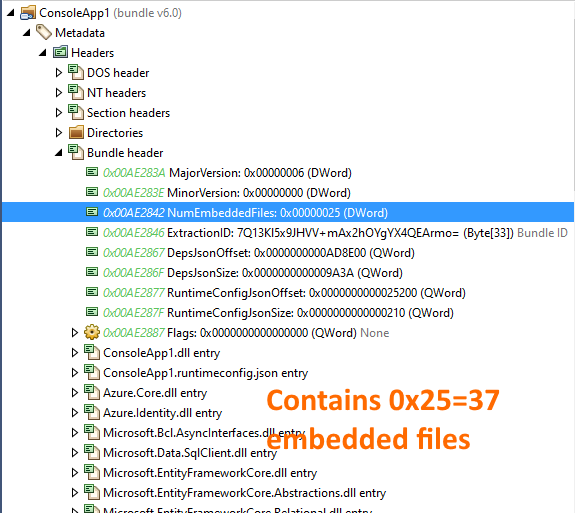 ConsoleApp1 (bundle v6.0)
Metadata
Headers
DOS header
NT headers
Section headers
Directories
Bundle header
0x00AE283A MajorVersion: 0x00000006 (DWord)
0x00AE283E MinorVersion: 0x00000000 (DWord)
0x00AE2842 NumEmbeddedFiles: 0x00000025 (DWord)
0x00AE2846 ExtractionID: 7Q13KI5x9JHVV+mAx2hOYgYX4QEArmo= (Byte[33]) Bundle ID
0x00AE2867 DepsJsonOffset: 0x0000000000AD8E00 (QWord)
0x00AE286F DepsJsonSize: 0x0000000000009A3A (QWord)
0x00AE2877 RuntimeConfigJsonOffset: 0x0000000000025200 (QWord)
0x00AE287F RuntimeConfigJsonSize: 0x0000000000000210 (QWord)
0x00AE2887 Flags: 0x0000000000000000 (QWord) None
ConsoleApp1.dll entry
ConsoleApp1.runtimeconfig.json entry
Azure.Core.dll entry
Azure.Identity.dll entry
Microsoft.Bcl.AsyncInterfaces.dll entry
Microsoft.Data.SqlClient.dll entry
Microsoft.EntityFrameworkCore.dll entry
Microsoft.EntityFrameworkCore.Abstractions.dll entry
Microsoft.EntityFrameworkCore.Relational.dll entry
Contains 0x25=37
embedded files